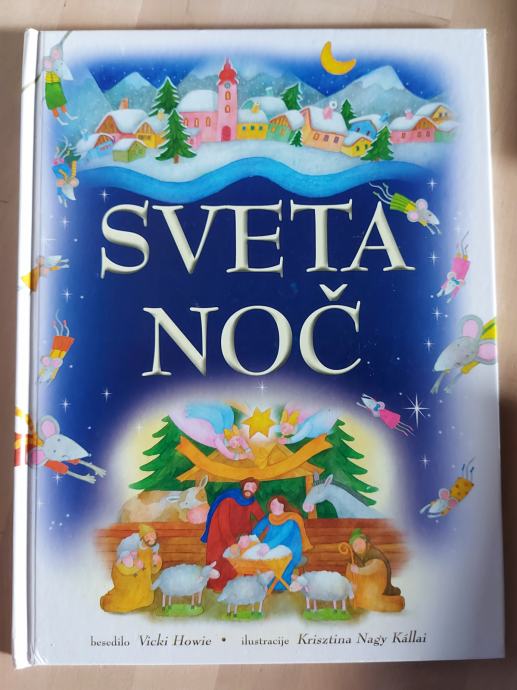 SVETA
NOČ
besedilo Vicki Howie • ilustracije Krisztina Nagy Kállai